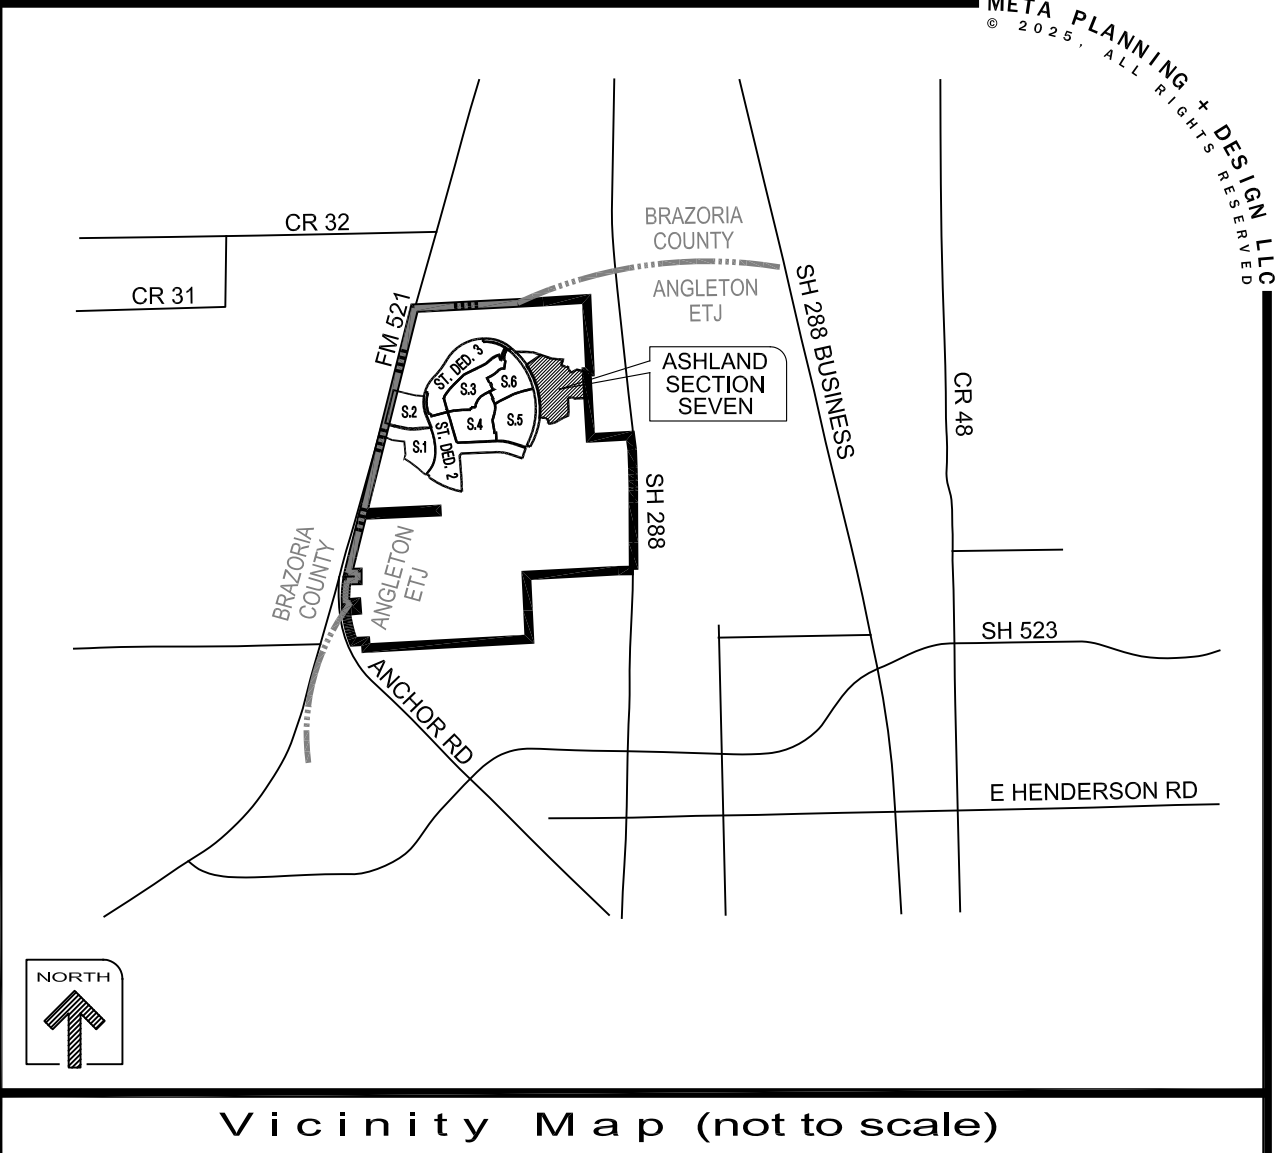 META PLANNING + DESIGN LLC
© 2025, ALL RIGHTS RESERVED
CR 32
BRAZORIA
COUNTY
CR 31
ANGLETON
ETJ
SH 288 BUSINESS
FM 521
ST. DED. 3
ASHLAND
SECTION
SEVEN
S.6
S.3
S.2
S.4
S.5
S.1
ST. DED. 2
CR 48
SH 288
BRAZORIA
COUNTY
ANGLETON
ETJ
SH 523
ANCHOR RD
E HENDERSON RD
NORTH
Vicinity Map (not to scale)